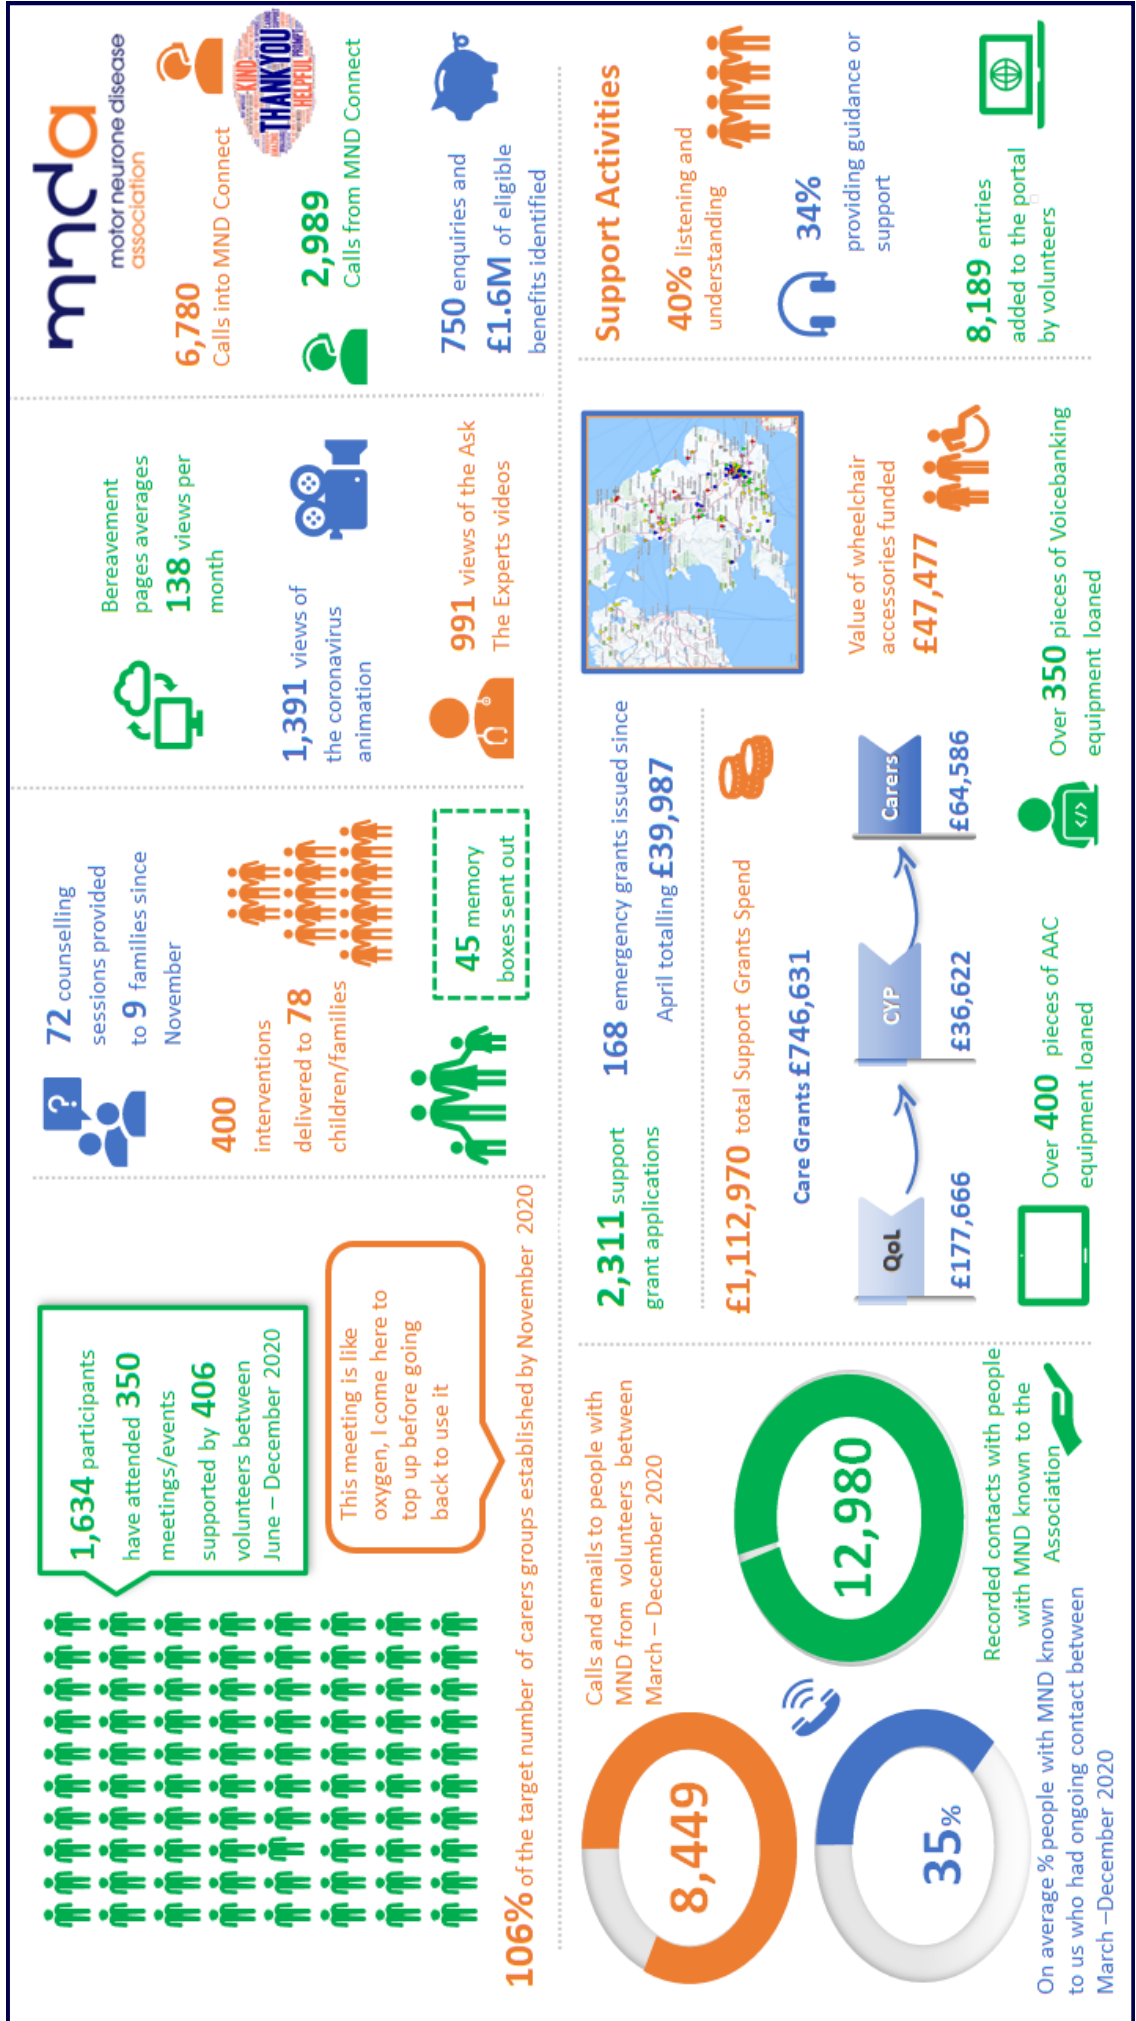 1,634 participants
have attended 350
meetings/events
supported by 406
volunteers between
June – December 2020
This meeting is like
oxygen, I come here to
top up before going
back to use it
106% of the target number of carers groups established by November 2020
?
72 counselling
sessions provided
to 9 families since
November
400
interventions
delivered to 78
children/families
45 memory
boxes sent out
Bereavement
pages averages
138 views per
month
1,391 views of
the coronavirus
animation
991 views of the Ask
The Experts videos
mnda
motor neurone disease
association
6,780
Calls into MND Connect
KIND
THANK YOU
HELPFUL
PROMPT
2,989
Calls from MND Connect
750 enquiries and
£1.6M of eligible
benefits identified
8,449
Calls and emails to people with
MND from volunteers between
March – December 2020
12,980
Recorded contacts with people
with MND known to the
Association
35%
On average % people with MND known
to us who had ongoing contact between
March –December 2020
2,311 support
grant applications
168 emergency grants issued since
April totalling £39,987
£1,112,970 total Support Grants Spend
Care Grants £746,631
QoL
£177,666
CYP
£36,622
Carers
£64,586
Over 400 pieces of AAC
equipment loaned
</>
Over 350 pieces of Voicebanking
equipment loaned
Value of wheelchair
accessories funded
£47,477
Support Activities
40% listening and
understanding
34%
providing guidance or
support
8,189 entries
added to the portal
by volunteers